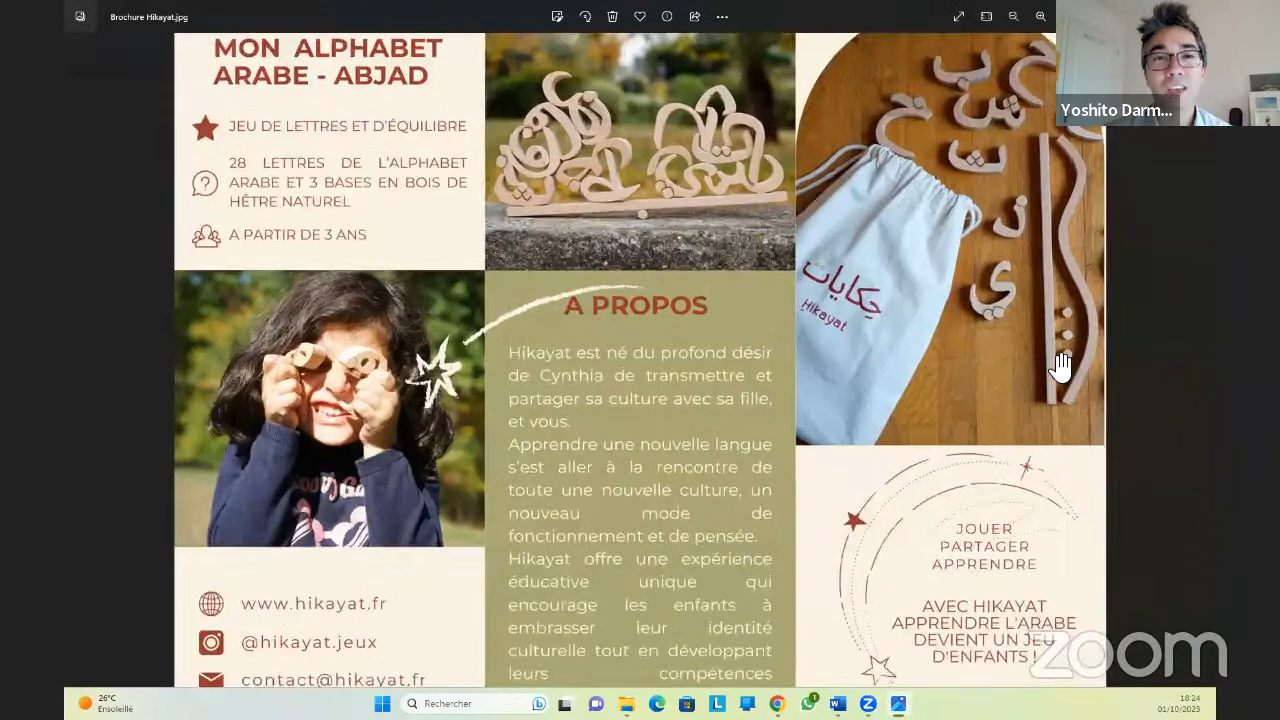 Brochure Hikayat.jpg
Yoshito Darm...
MON ALPHABET
ARABE - ABJAD
JEU DE LETTRES ET D'ÉQUILIBRE
28 LETTRES DE L'ALPHABET
ARABE ET 3 BASES EN BOIS DE
HÊTRE NATUREL
A PARTIR DE 3 ANS
www.hikayat.fr
@hikayat.jeux
contact@hikayat.fr
A PROPOS
Hikayat est né du profond désir
de Cynthia de transmettre et
partager sa culture avec sa fille,
et vous.
Apprendre une nouvelle langue
s'est aller à la rencontre de
toute une nouvelle culture, un
nouveau mode de
fonctionnement et de pensée.
Hikayat offre une expérience
éducative unique qui
encourage les enfants à
embrasser leur identité
culturelle tout en développant
leurs compétences
حكايات
Hikayat
JOUER
PARTAGER
APPRENDRE
AVEC HIKAYAT
APPRENDRE L'ARABE
DEVIENT UN JEU
D'ENFANTS !
zoom
26°C
Ensoleillé
Rechercher
18:24
01/10/2023